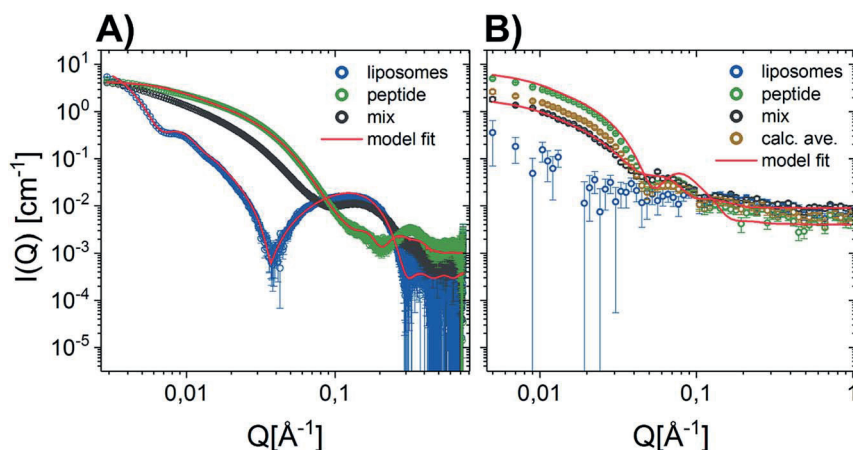 A)
B)
10¹
10⁰
10⁻¹
10⁻²
10⁻³
10⁻⁴
10⁻⁵
I(Q) [cm⁻¹]
liposomes
peptide
mix
model fit
liposomes
peptide
mix
calc. ave.
model fit
0,01
0,1
0,01
0,1
1
Q[Å⁻¹]
Q[Å⁻¹]